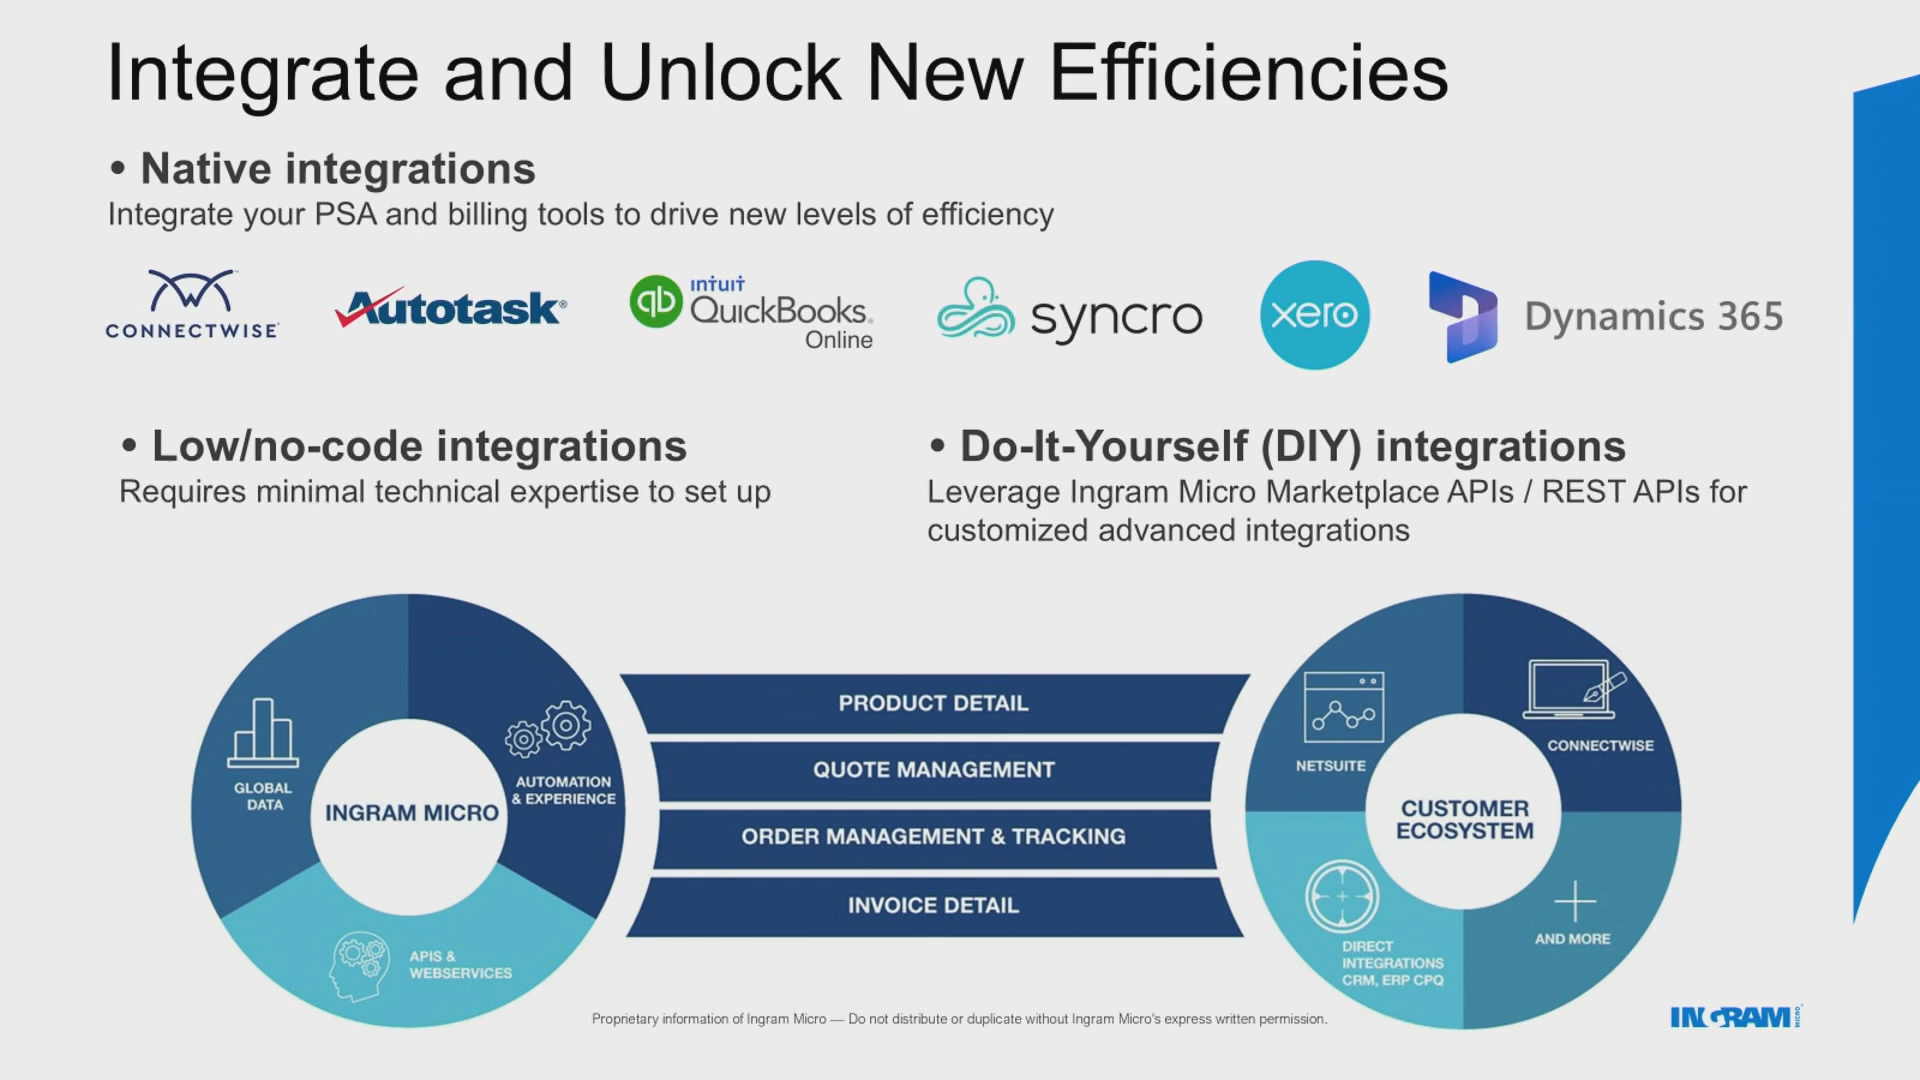 Integrate and Unlock New Efficiencies
• Native integrations
Integrate your PSA and billing tools to drive new levels of efficiency
CONNECTWISE
Autotask®
qb
ıntuıt
QuickBooks.
Online
syncro
xero
Dynamics 365
• Low/no-code integrations
Requires minimal technical expertise to set up
• Do-It-Yourself (DIY) integrations
Leverage Ingram Micro Marketplace APIs / REST APIs for
customized advanced integrations
GLOBAL
DATA
AUTOMATION
& EXPERIENCE
INGRAM MICRO
APIS &
WEBSERVICES
PRODUCT DETAIL
QUOTE MANAGEMENT
ORDER MANAGEMENT & TRACKING
INVOICE DETAIL
NETSUITE
CONNECTWISE
CUSTOMER
ECOSYSTEM
DIRECT
INTEGRATIONS
CRM, ERP CPQ
AND MORE
Proprietary information of Ingram Micro — Do not distribute or duplicate without Ingram Micro's express written permission.
INGRAM MICRO